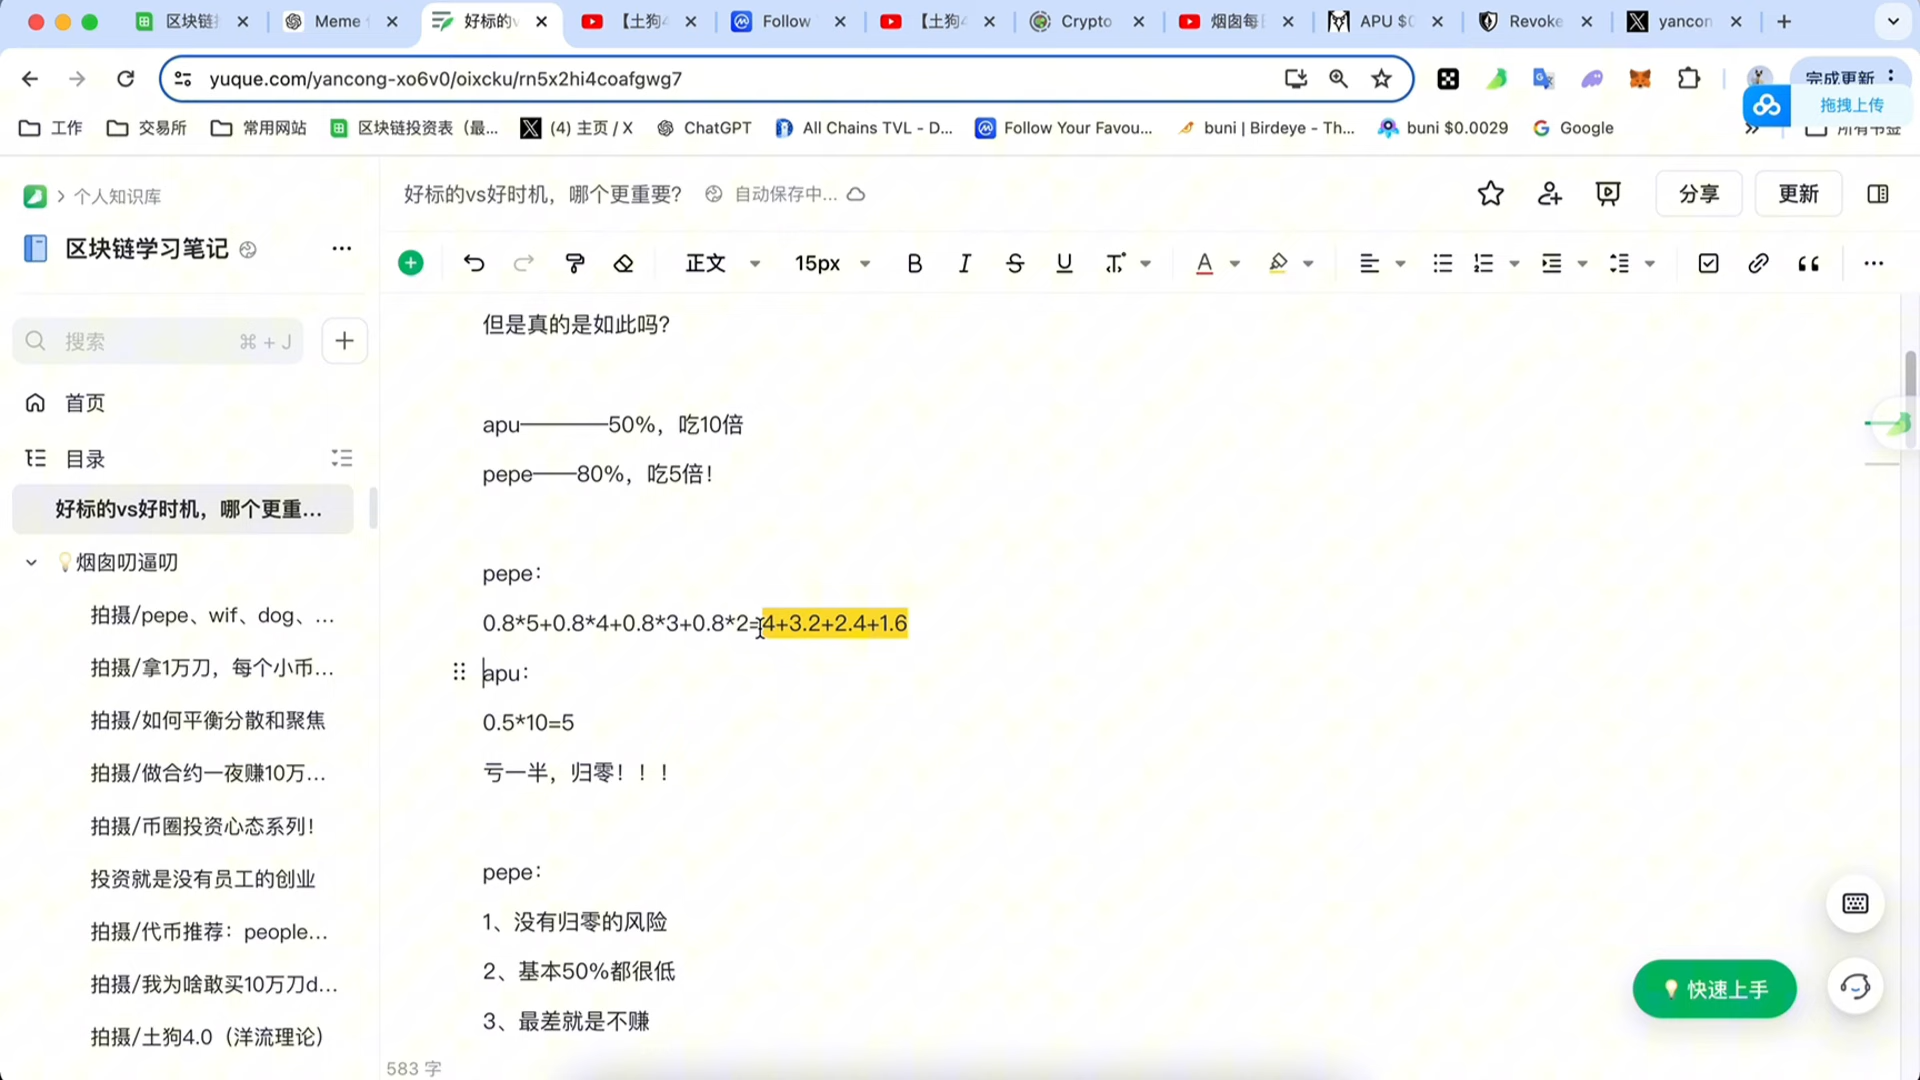 区块链
Meme
好标的v
【土狗4
Follow
【土狗4
Crypto
烟囱每
APU $0
Revoke
yancon
yuque.com/yancong-xo6v0/oixcku/rn5x2hi4coafgwg7
完成更新
拖拽上传
工作
交易所
常用网站
区块链投资表（最...
(4) 主页 / X
ChatGPT
All Chains TVL - D...
Follow Your Favou...
buni | Birdeye - Th...
buni $0.0029
Google
所有书签
个人知识库
好标的vs好时机，哪个更重要？
自动保存中...
分享
更新
区块链学习笔记
正文
15px
搜索
⌘ + J
首页
目录
好标的vs好时机，哪个更重...
💡烟囱叨逼叨
拍摄/pepe、wif、dog、...
拍摄/拿1万刀，每个小币...
拍摄/如何平衡分散和聚焦
拍摄/做合约一夜赚10万...
拍摄/币圈投资心态系列！
投资就是没有员工的创业
拍摄/代币推荐：people...
拍摄/我为啥敢买10万刀d...
拍摄/土狗4.0（洋流理论）
但是真的是如此吗？
apu————50%，吃10倍
pepe——80%，吃5倍！
pepe：
0.8*5+0.8*4+0.8*3+0.8*2=4+3.2+2.4+1.6
apu：
0.5*10=5
亏一半，归零！！！
pepe：
1、没有归零的风险
2、基本50%都很低
3、最差就是不赚
583 字
快速上手